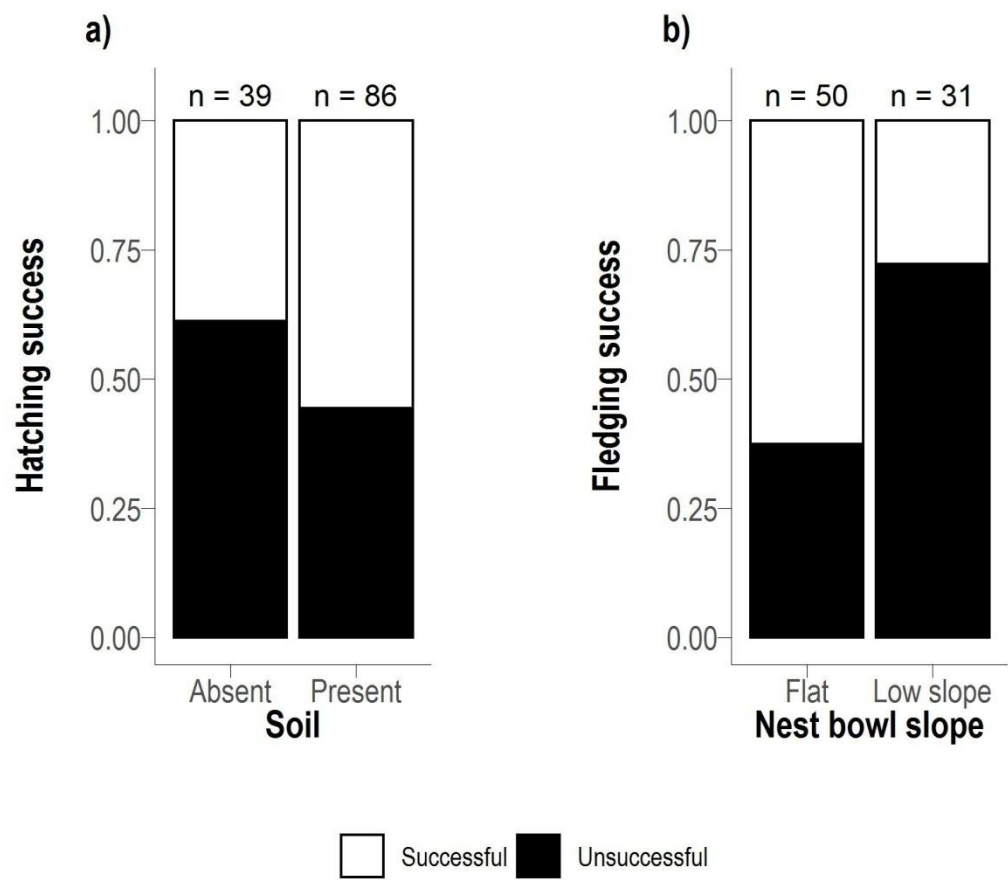 a)
n = 39 n = 86
Hatching success
1.00
0.75
0.50
0.25
0.00
Absent Present
Soil
b)
n = 50 n = 31
Fledging success
1.00
0.75
0.50
0.25
0.00
Flat Low slope
Nest bowl slope
Successful Unsuccessful